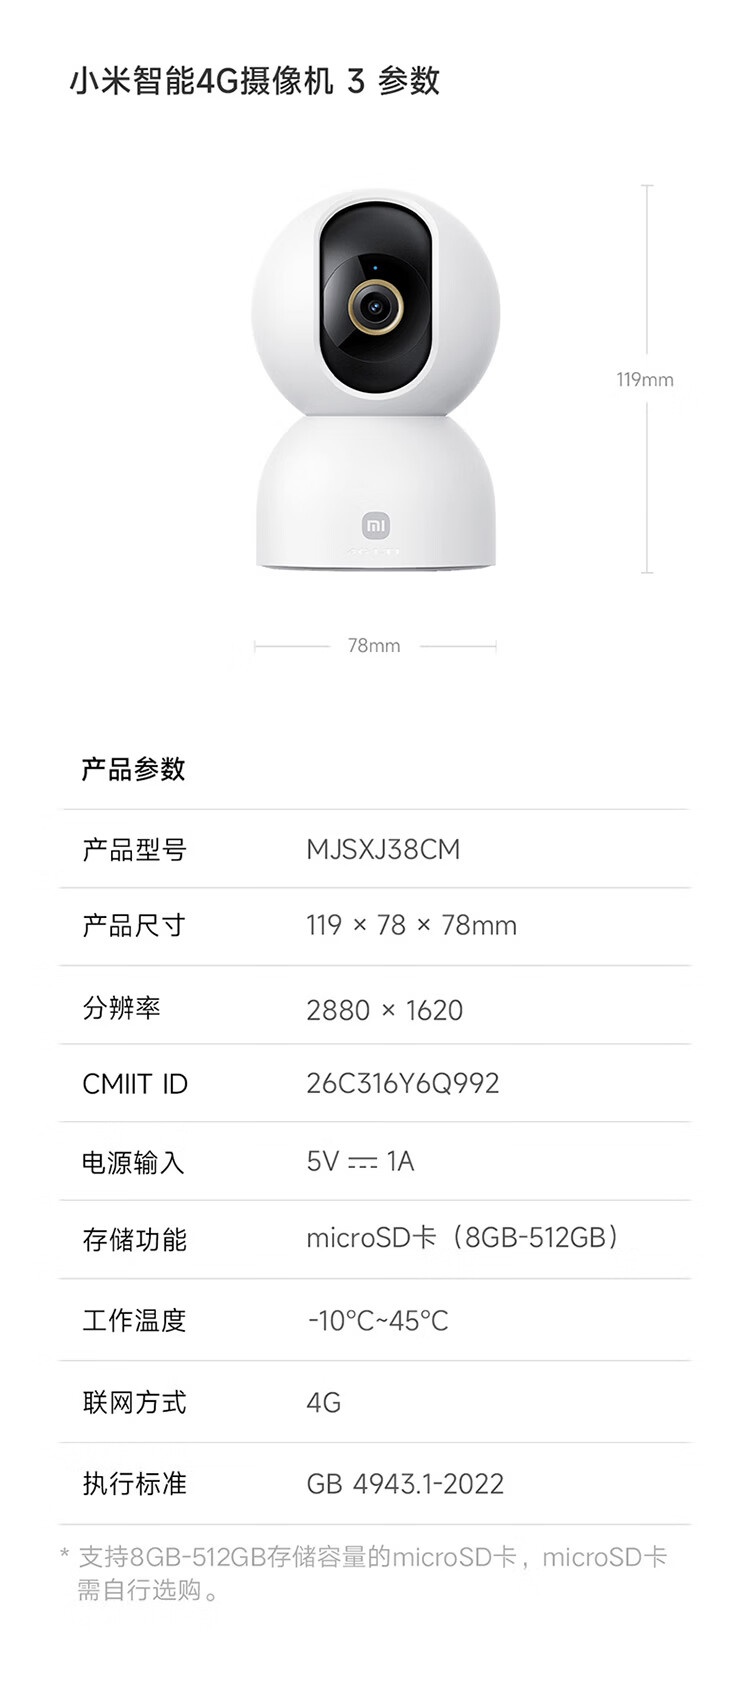 小米智能4G摄像机 3 参数
119mm
mi
78mm
产品参数
产品型号 MJSXJ38CM
产品尺寸 119 × 78 × 78mm
分辨率 2880 × 1620
CMIIT ID 26C316Y6Q992
电源输入 5V ⎓ 1A
存储功能 microSD卡（8GB-512GB）
工作温度 -10°C~45°C
联网方式 4G
执行标准 GB 4943.1-2022
* 支持8GB-512GB存储容量的microSD卡，microSD卡
需自行选购。